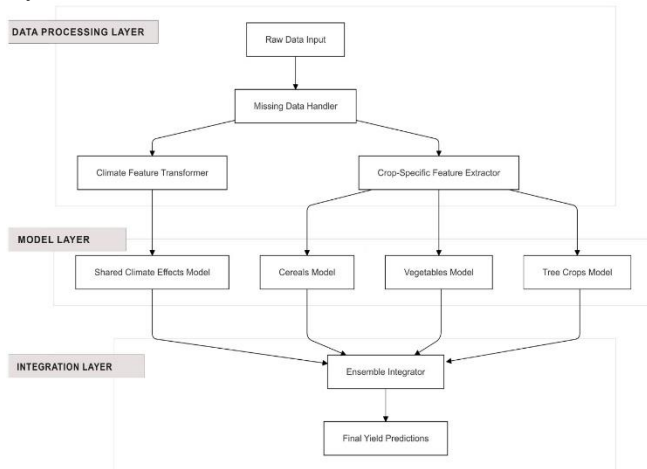 DATA PROCESSING LAYER
Raw Data Input
Missing Data Handler
Climate Feature Transformer
Crop-Specific Feature Extractor
MODEL LAYER
Shared Climate Effects Model
Cereals Model
Vegetables Model
Tree Crops Model
INTEGRATION LAYER
Ensemble Integrator
Final Yield Predictions